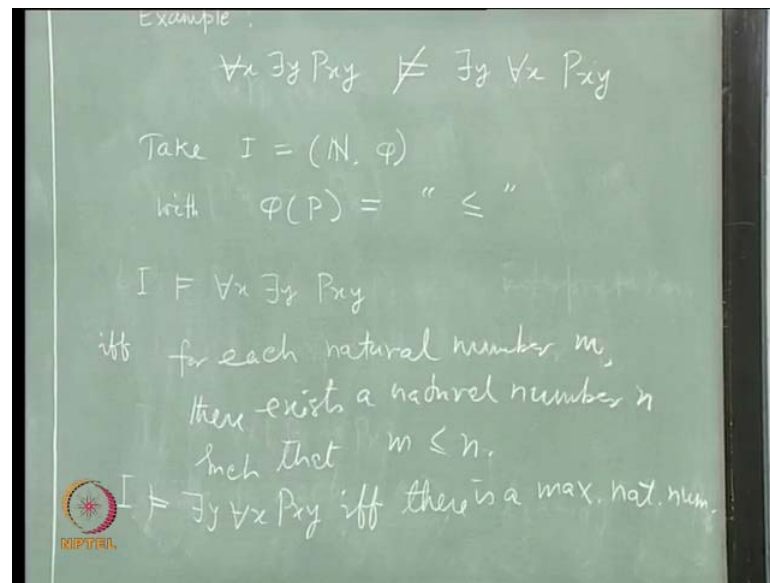 Example :
∀x ∃y Pxy ⊭ ∃y ∀x Pxy
Take I = (N, φ)
with φ(P) = " ≤ "
I ⊨ ∀x ∃y Pxy
iff for each natural number m,
there exists a natural number n
such that m ≤ n.
I ⊨ ∃y ∀x Pxy iff there is a max. nat. num.
NPTEL